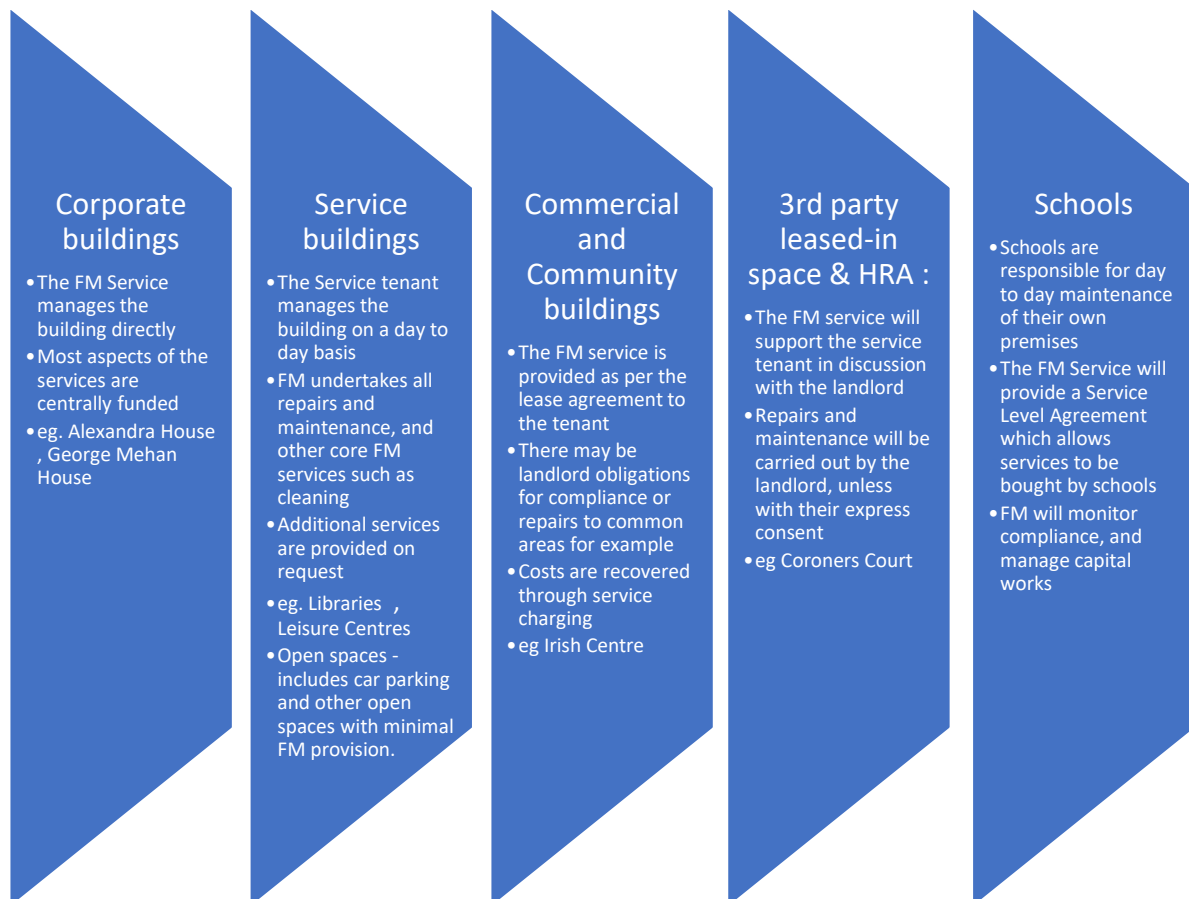 Corporate
buildings
•The FM Service
manages the
building directly
•Most aspects of the
services are
centrally funded
•eg. Alexandra House
, George Mehan
House
Service
buildings
•The Service tenant
manages the
building on a day to
day basis
•FM undertakes all
repairs and
maintenance, and
other core FM
services such as
cleaning
•Additional services
are provided on
request
•eg. Libraries ,
Leisure Centres
•Open spaces -
includes car parking
and other open
spaces with minimal
FM provision.
Commercial
and
Community
buildings
•The FM service is
provided as per the
lease agreement to
the tenant
•There may be
landlord obligations
for compliance or
repairs to common
areas for example
•Costs are recovered
through service
charging
•eg Irish Centre
3rd party
leased-in
space & HRA :
•The FM service will
support the service
tenant in discussion
with the landlord
•Repairs and
maintenance will be
carried out by the
landlord, unless
with their express
consent
•eg Coroners Court
Schools
•Schools are
responsible for day
to day maintenance
of their own
premises
•The FM Service will
provide a Service
Level Agreement
which allows
services to be
bought by schools
•FM will monitor
compliance, and
manage capital
works